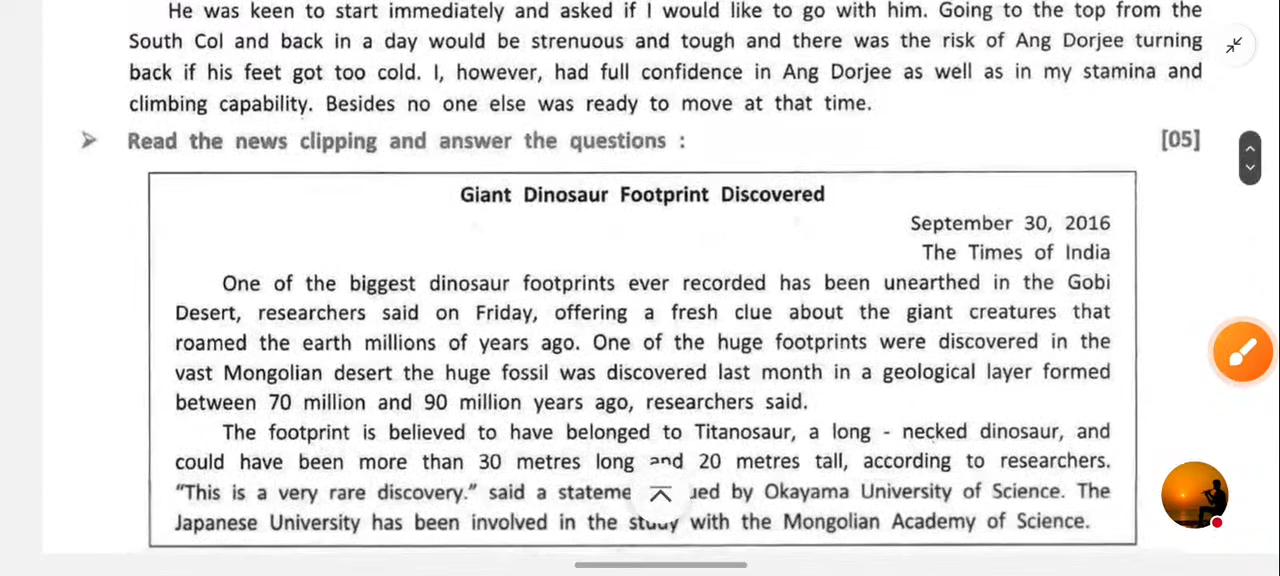 He was keen to start immediately and asked if I would like to go with him. Going to the top from the
South Col and back in a day would be strenuous and tough and there was the risk of Ang Dorjee turning
back if his feet got too cold. I, however, had full confidence in Ang Dorjee as well as in my stamina and
climbing capability. Besides no one else was ready to move at that time.
➢ Read the news clipping and answer the questions : [05]
Giant Dinosaur Footprint Discovered
September 30, 2016
The Times of India
One of the biggest dinosaur footprints ever recorded has been unearthed in the Gobi
Desert, researchers said on Friday, offering a fresh clue about the giant creatures that
roamed the earth millions of years ago. One of the huge footprints were discovered in the
vast Mongolian desert the huge fossil was discovered last month in a geological layer formed
between 70 million and 90 million years ago, researchers said.
The footprint is believed to have belonged to Titanosaur, a long - necked dinosaur, and
could have been more than 30 metres long and 20 metres tall, according to researchers.
"This is a very rare discovery." said a by Okayama University of Science. The
Japanese University has been involved in the study with the Mongolian Academy of Science.